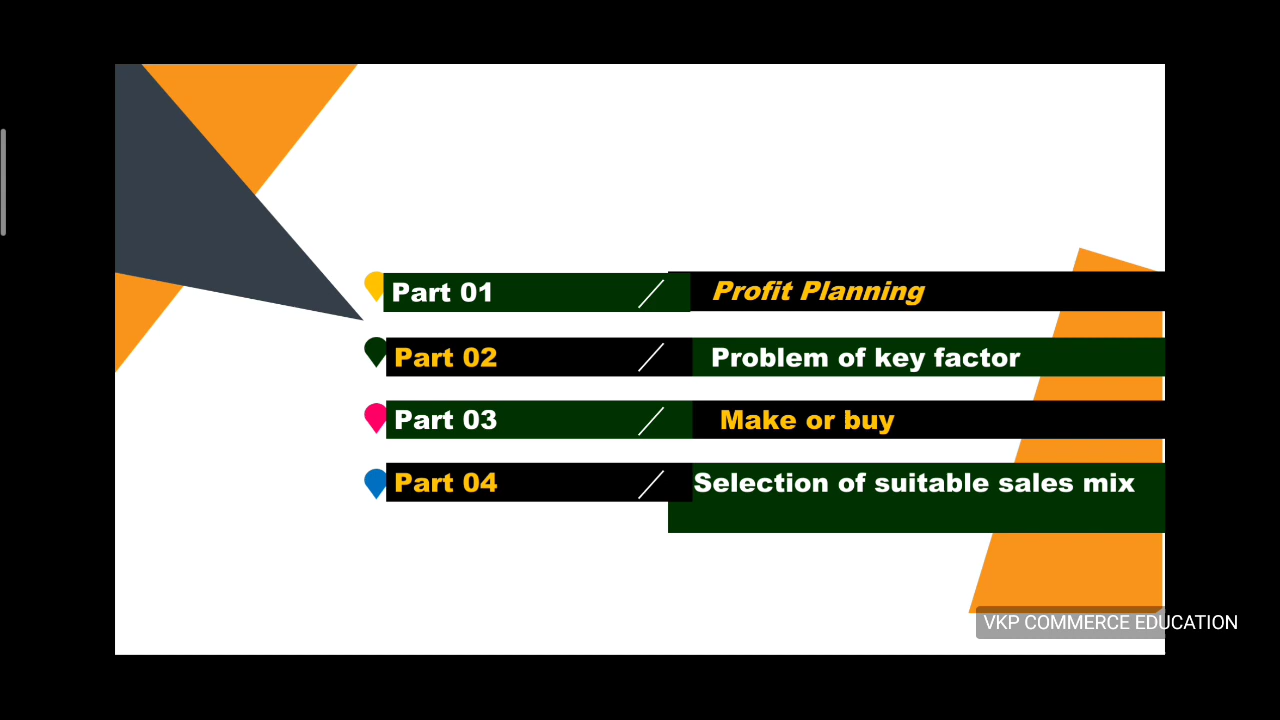 Part 01 / Profit Planning
Part 02 / Problem of key factor
Part 03 / Make or buy
Part 04 / Selection of suitable sales mix
VKP COMMERCE EDUCATION